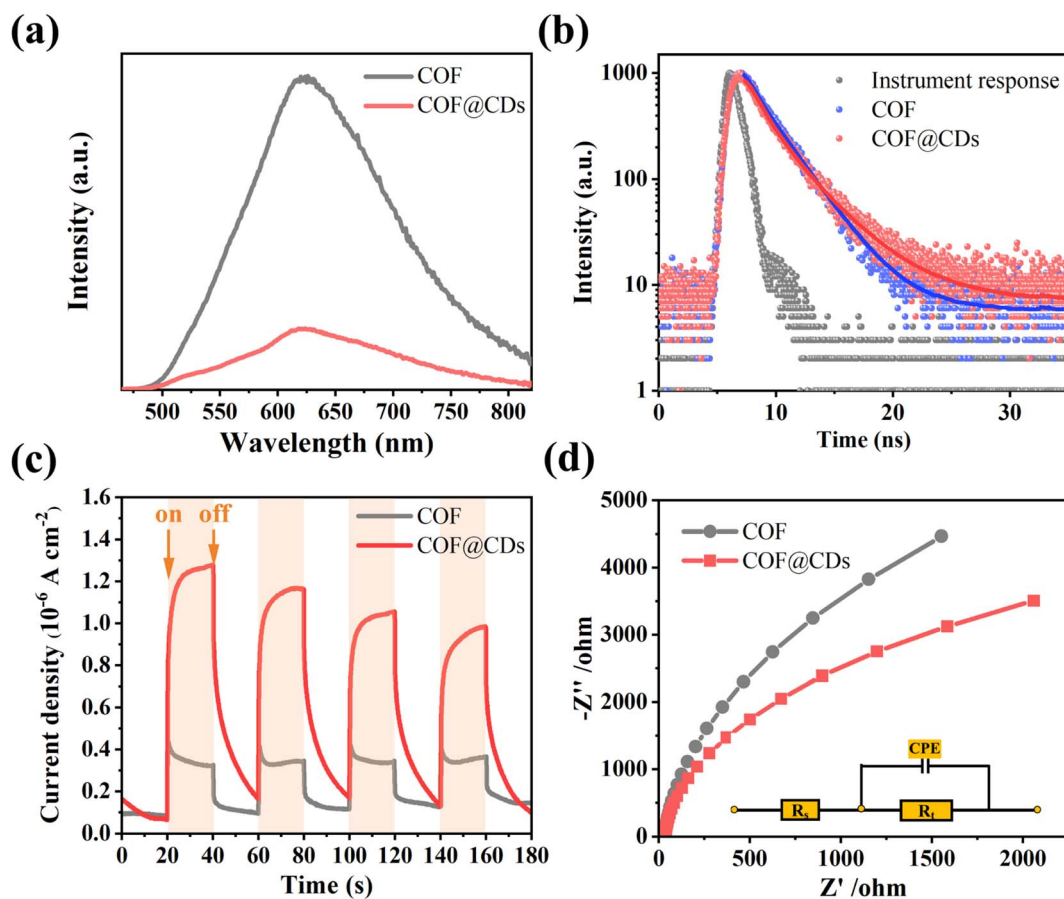 (a)
Intensity (a.u.)
COF
COF@CDs
500 550 600 650 700 750 800
Wavelength (nm)
(b)
Intensity (a.u.)
1000
100
10
1
Instrument response
COF
COF@CDs
0 10 20 30
Time (ns)
(c)
Current density (10⁻⁶ A cm⁻²)
1.6
1.4
1.2
1.0
0.8
0.6
0.4
0.2
0.0
on off
COF
COF@CDs
0 20 40 60 80 100 120 140 160 180
Time (s)
(d)
-Z'' /ohm
5000
4000
3000
2000
1000
0
COF
COF@CDs
CPE
Rs
Rt
0 500 1000 1500 2000
Z' /ohm